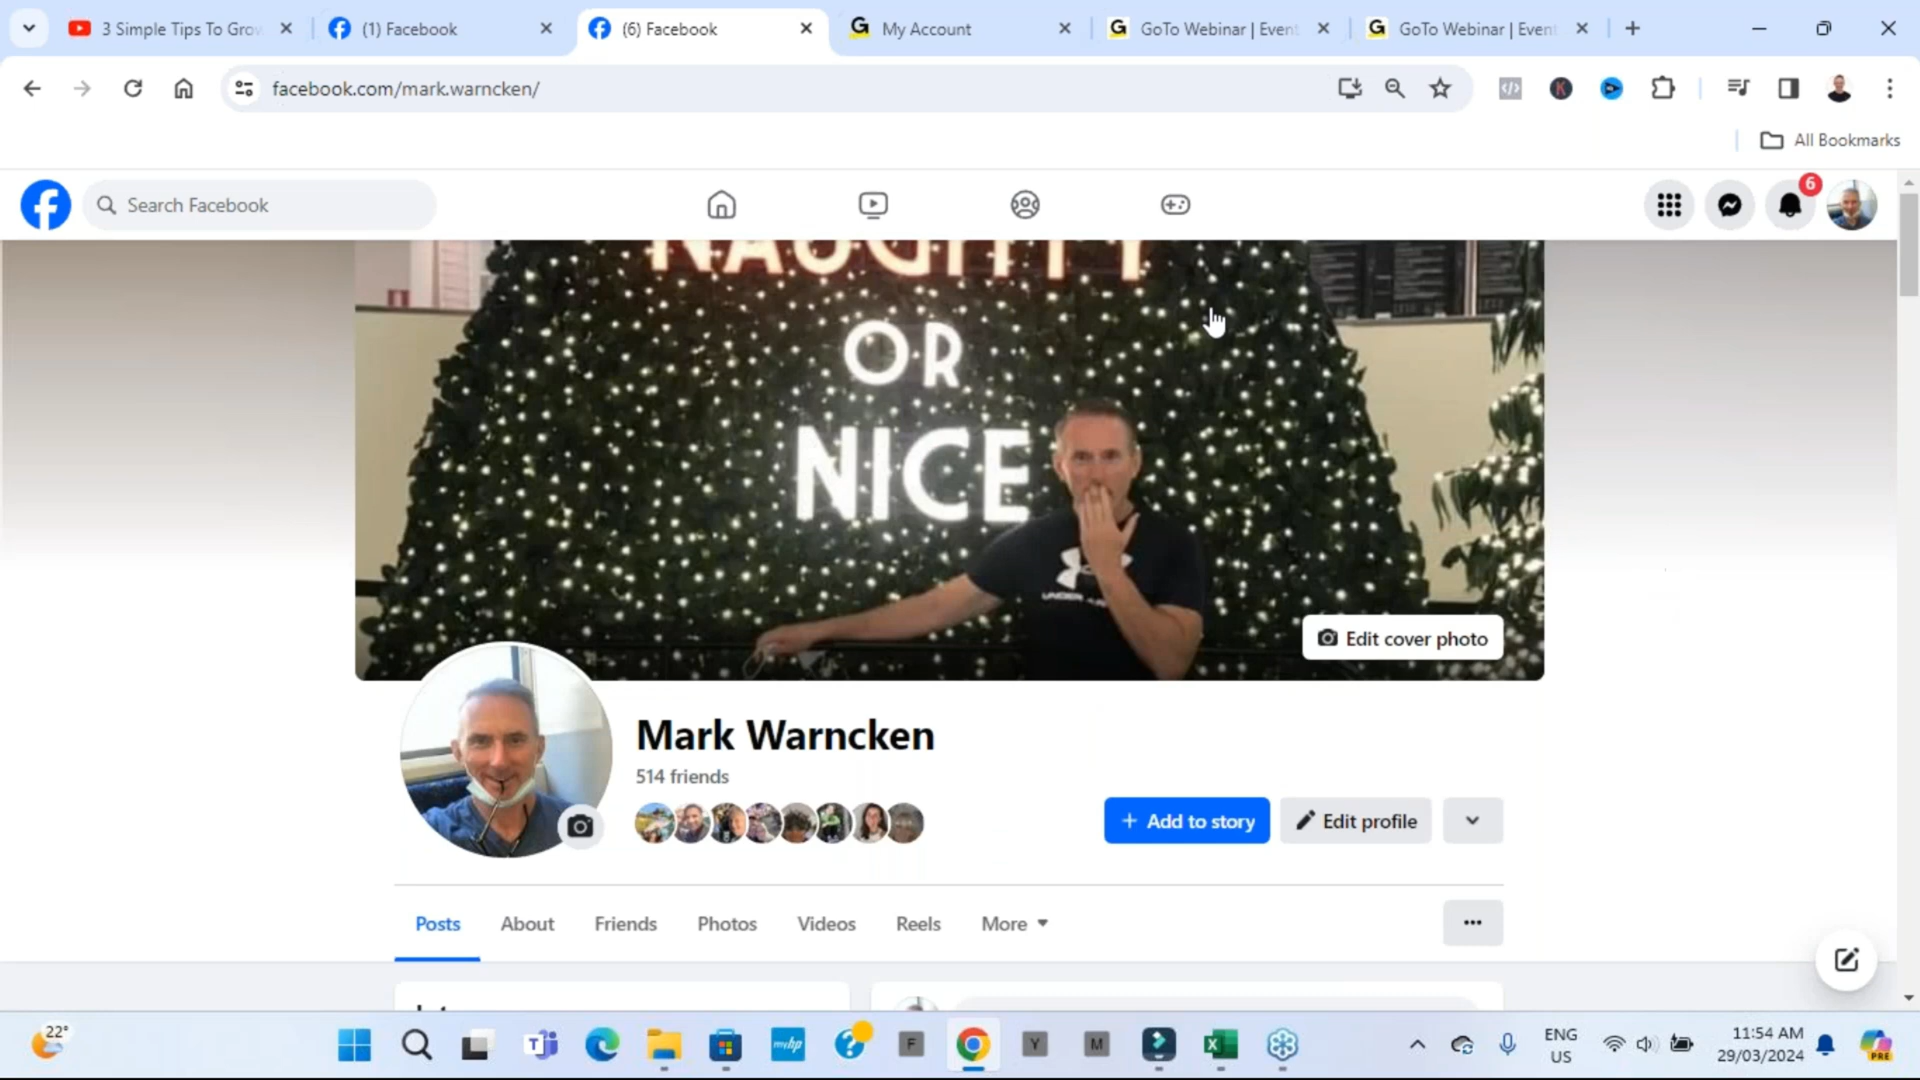 3 Simple Tips To Grow
(1) Facebook
(6) Facebook
My Account
GoTo Webinar | Event
GoTo Webinar | Event
facebook.com/mark.warncken/
All Bookmarks
Search Facebook
6
NAUGHTY
OR
NICE
UNDER
Edit cover photo
Mark Warncken
514 friends
+ Add to story
Edit profile
Posts
About
Friends
Photos
Videos
Reels
More
22°
ENG
US
11:54 AM
29/03/2024